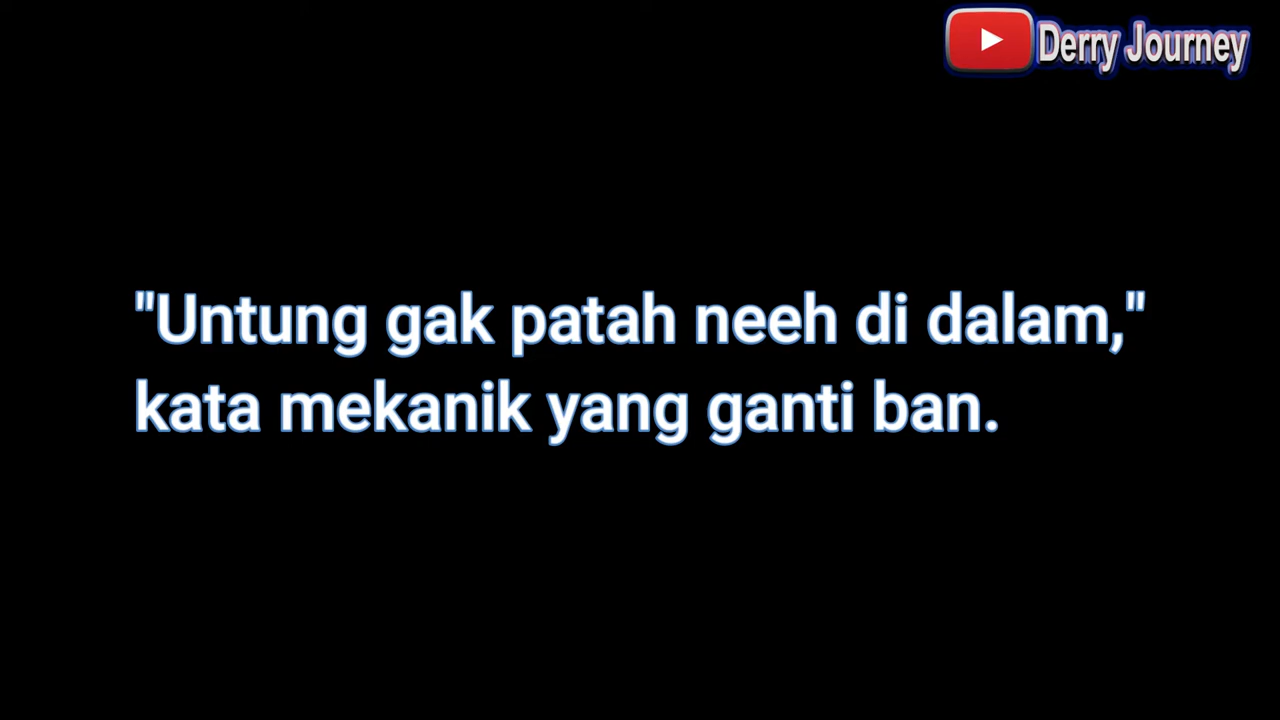 Derry Journey
"Untung gak patah neeh di dalam,"
kata mekanik yang ganti ban.